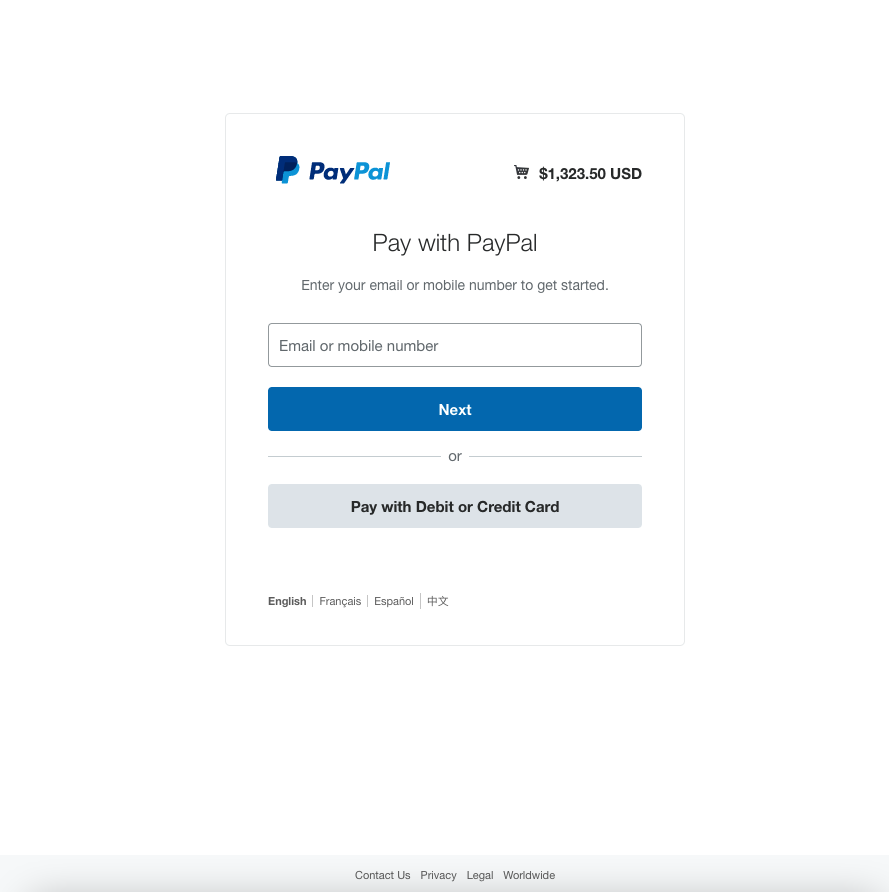 PayPal $1,323.50 USD
Pay with PayPal
Enter your email or mobile number to get started.
Email or mobile number
Next
or
Pay with Debit or Credit Card
English Français Español 中文
Contact Us Privacy Legal Worldwide